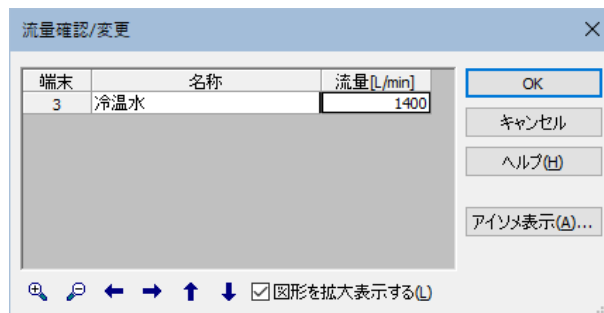 流量確認/変更
端末 名称 流量[L/min]
3 冷温水 1400
OK
キャンセル
ヘルプ(H)
アイソメ表示(A)...
図形を拡大表示する(L)